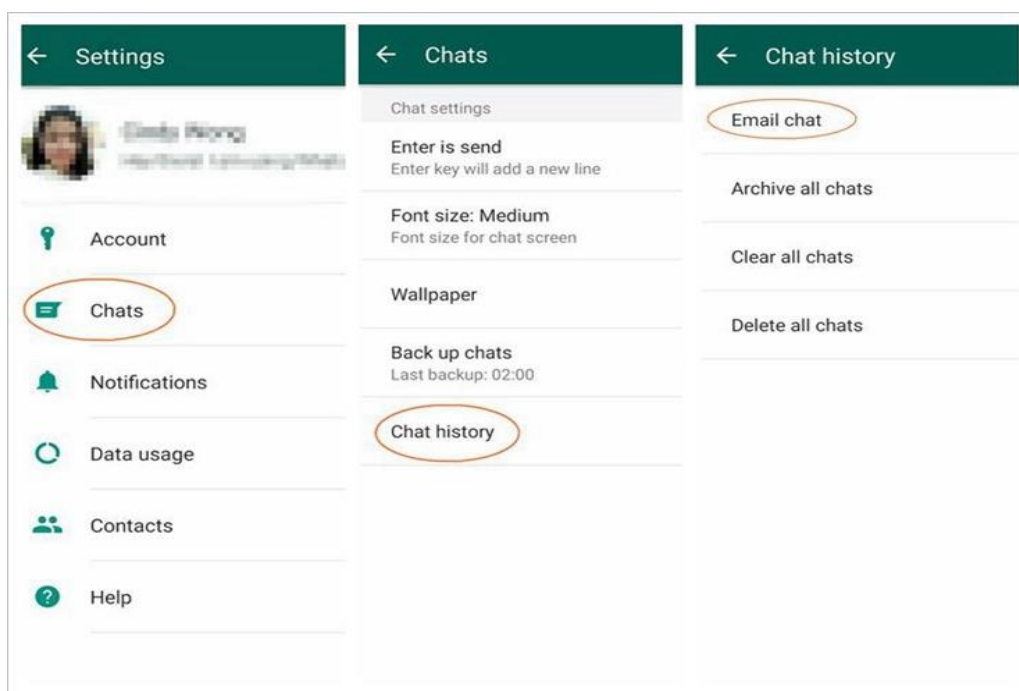 Settings
Account
Chats
Notifications
Data usage
Contacts
Help
Chats
Chat settings
Enter is send
Enter key will add a new line
Font size: Medium
Font size for chat screen
Wallpaper
Back up chats
Last backup: 02:00
Chat history
Chat history
Email chat
Archive all chats
Clear all chats
Delete all chats